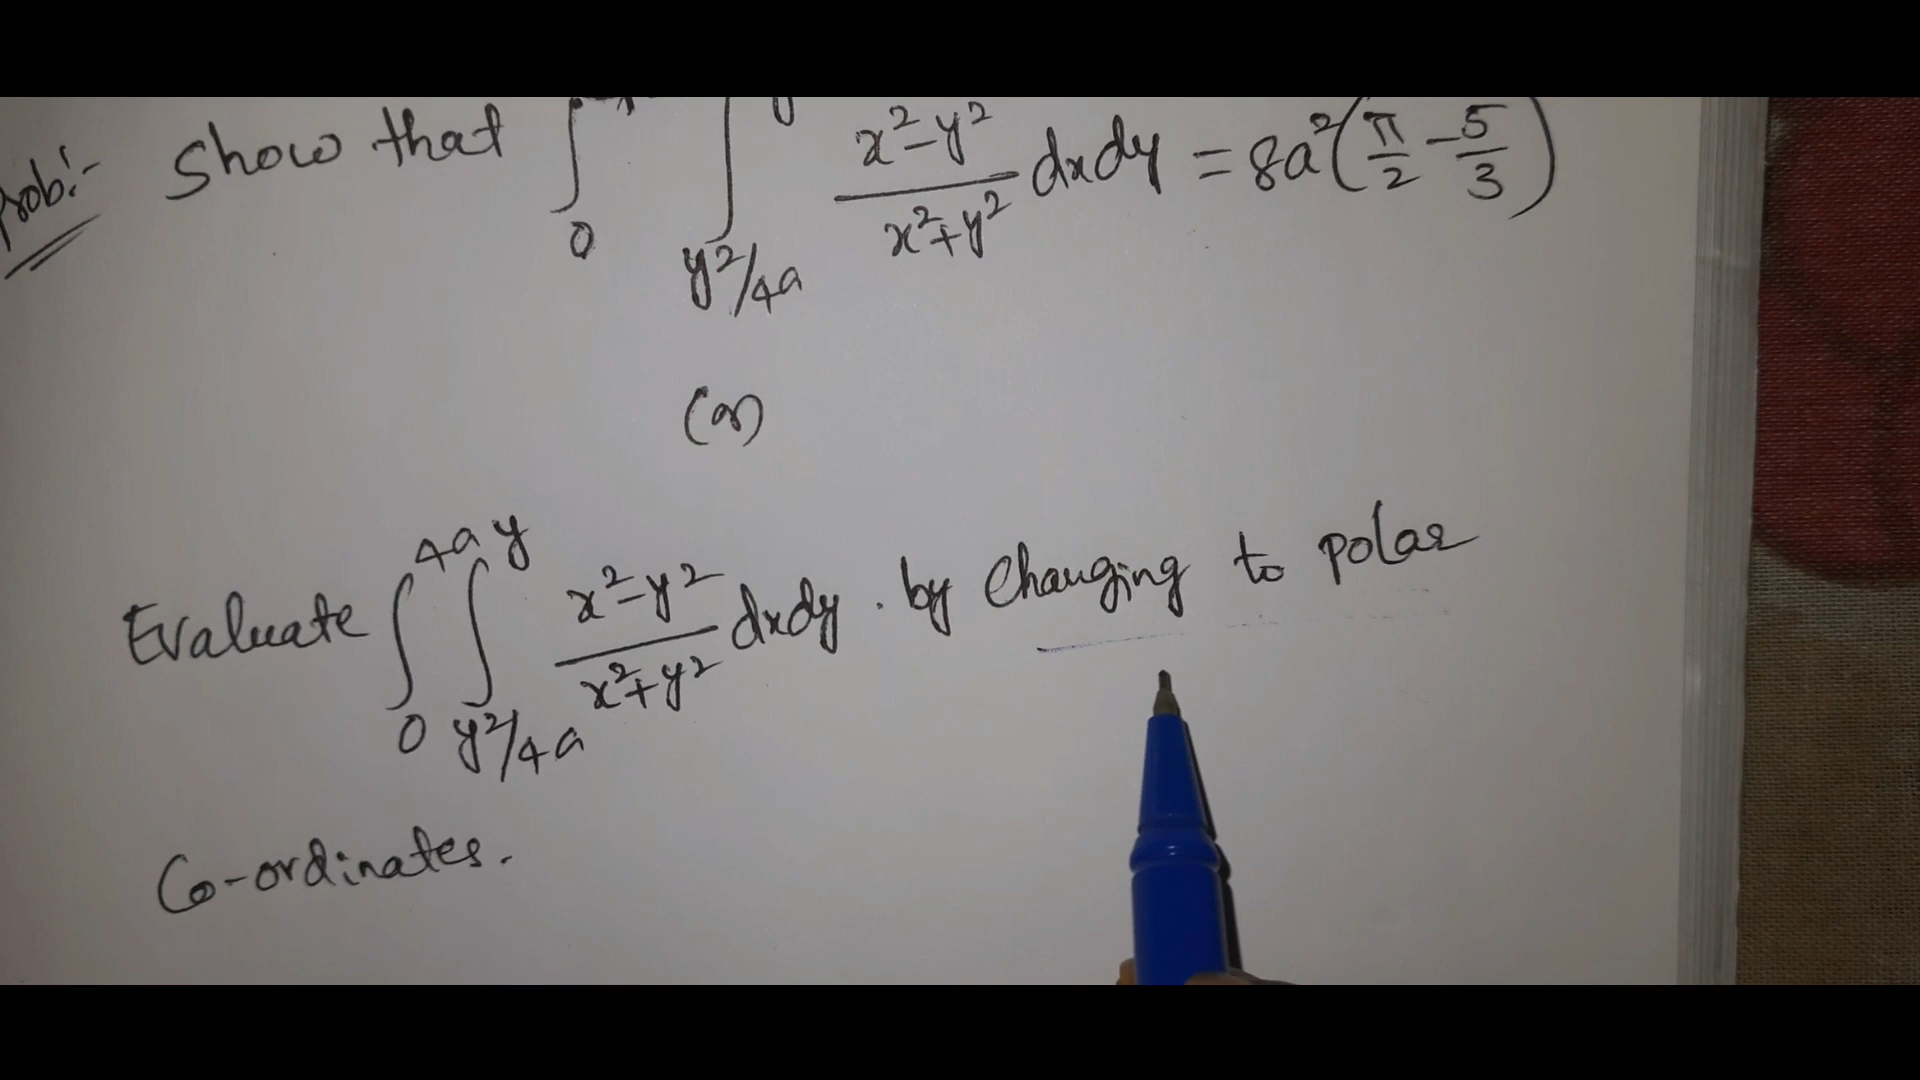 Prob:- Show that ∫₀ ∫_{y²/4a}^{y} (x²-y²)/(x²+y²) dxdy = 8a²(π/2 - 5/3)
(or)
Evaluate ∫₀^{4a} ∫_{y²/4a}^{y} (x²-y²)/(x²+y²) dxdy. by Changing to polar
Co-ordinates.